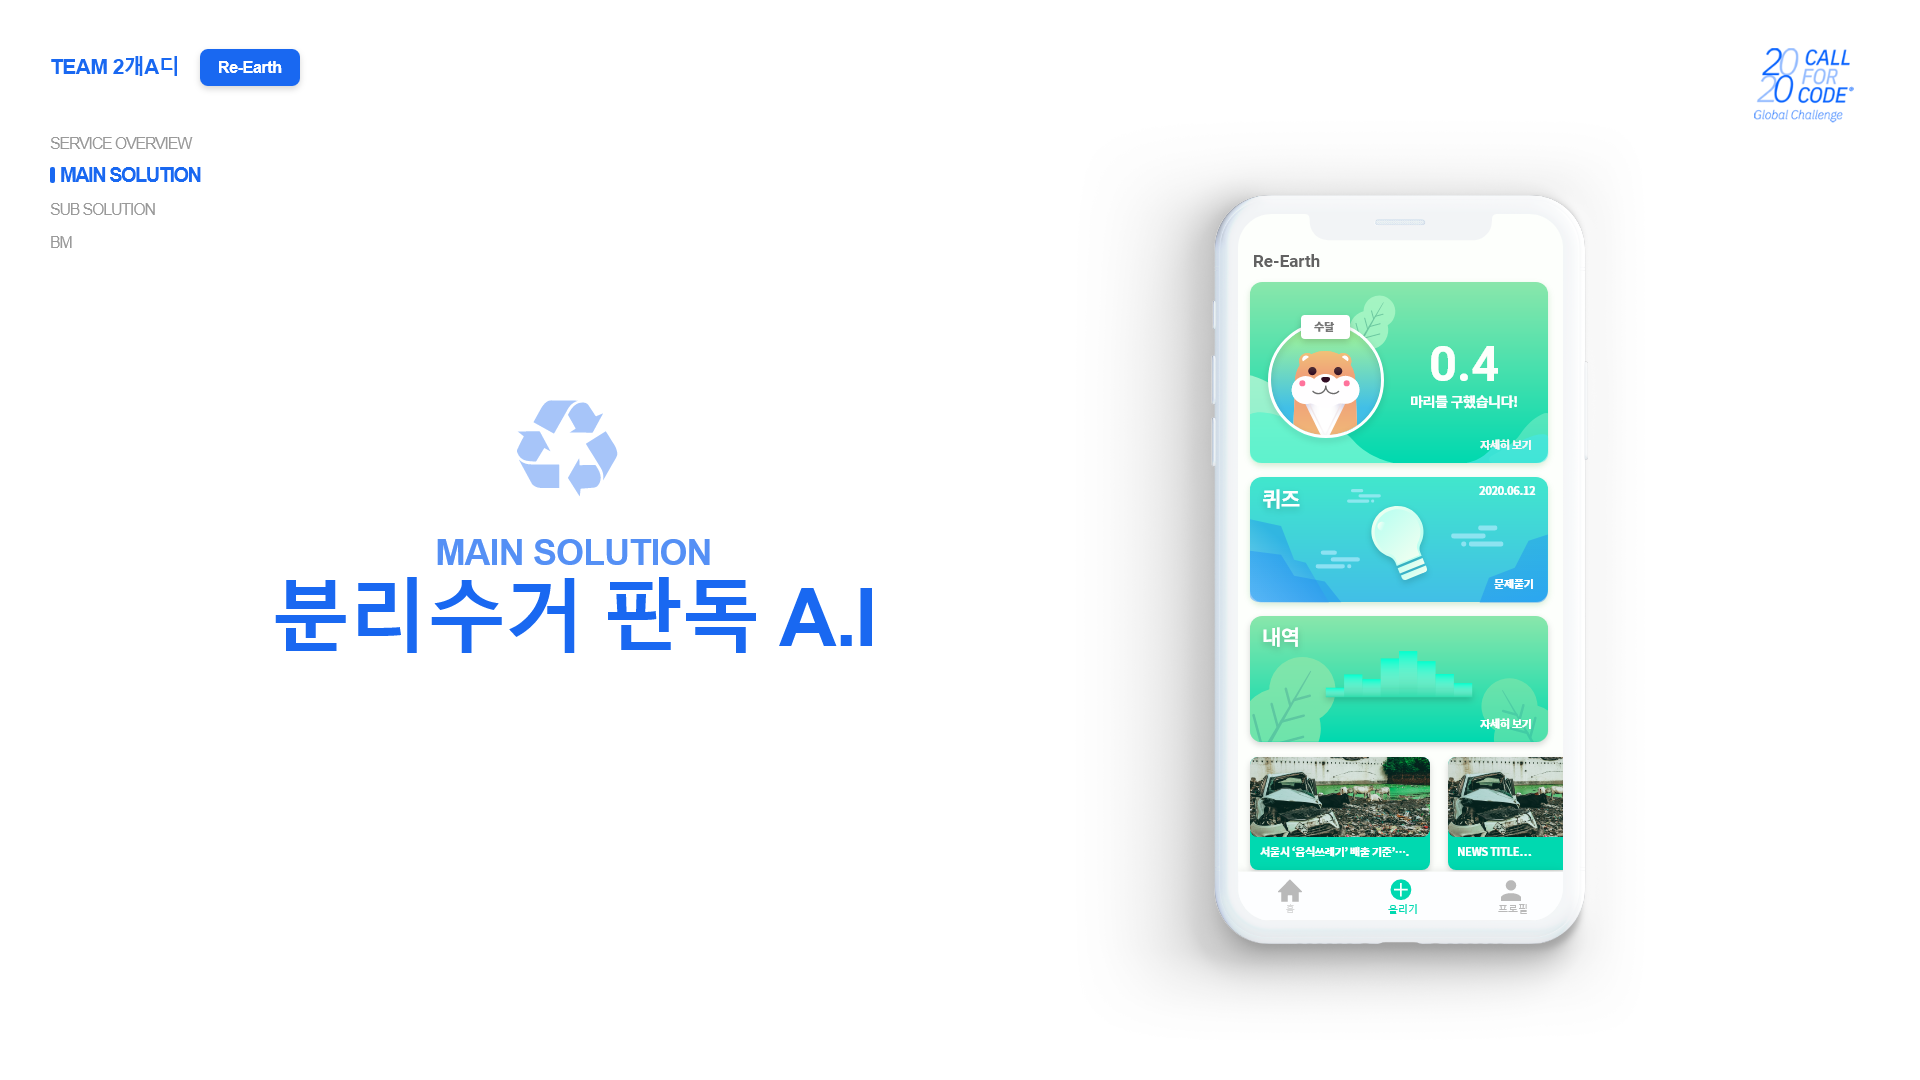 TEAM 2개A디
Re-Earth
20 CALL
FOR
20 CODE®
Global Challenge
SERVICE OVERVIEW
MAIN SOLUTION
SUB SOLUTION
BM
MAIN SOLUTION
분리수거 판독 A.I
Re-Earth
수달
0.4
마리를 구했습니다!
자세히 보기
퀴즈
2020.06.12
문제풀기
내역
자세히 보기
서울시 ‘음식쓰레기’ 배출 기준’….
NEWS TITLE...
홈
올리기
프로필